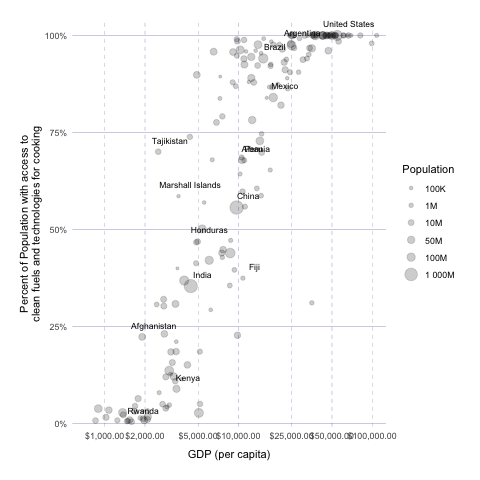 United States
Argentina
100%
Brazil
Mexico
75%
Tajikistan
Percent of Population with access to
clean fuels and technologies for cooking
Population
100K
1M
10M
50M
100M
1 000M
Marshall Islands
China
50%
Honduras
Fiji
India
Afghanistan
25%
Kenya
Rwanda
0%
$1,000.00
$2,000.00
$5,000.00
$10,000.00
$25,000.00
$50,000.00
$100,000.00
GDP (per capita)